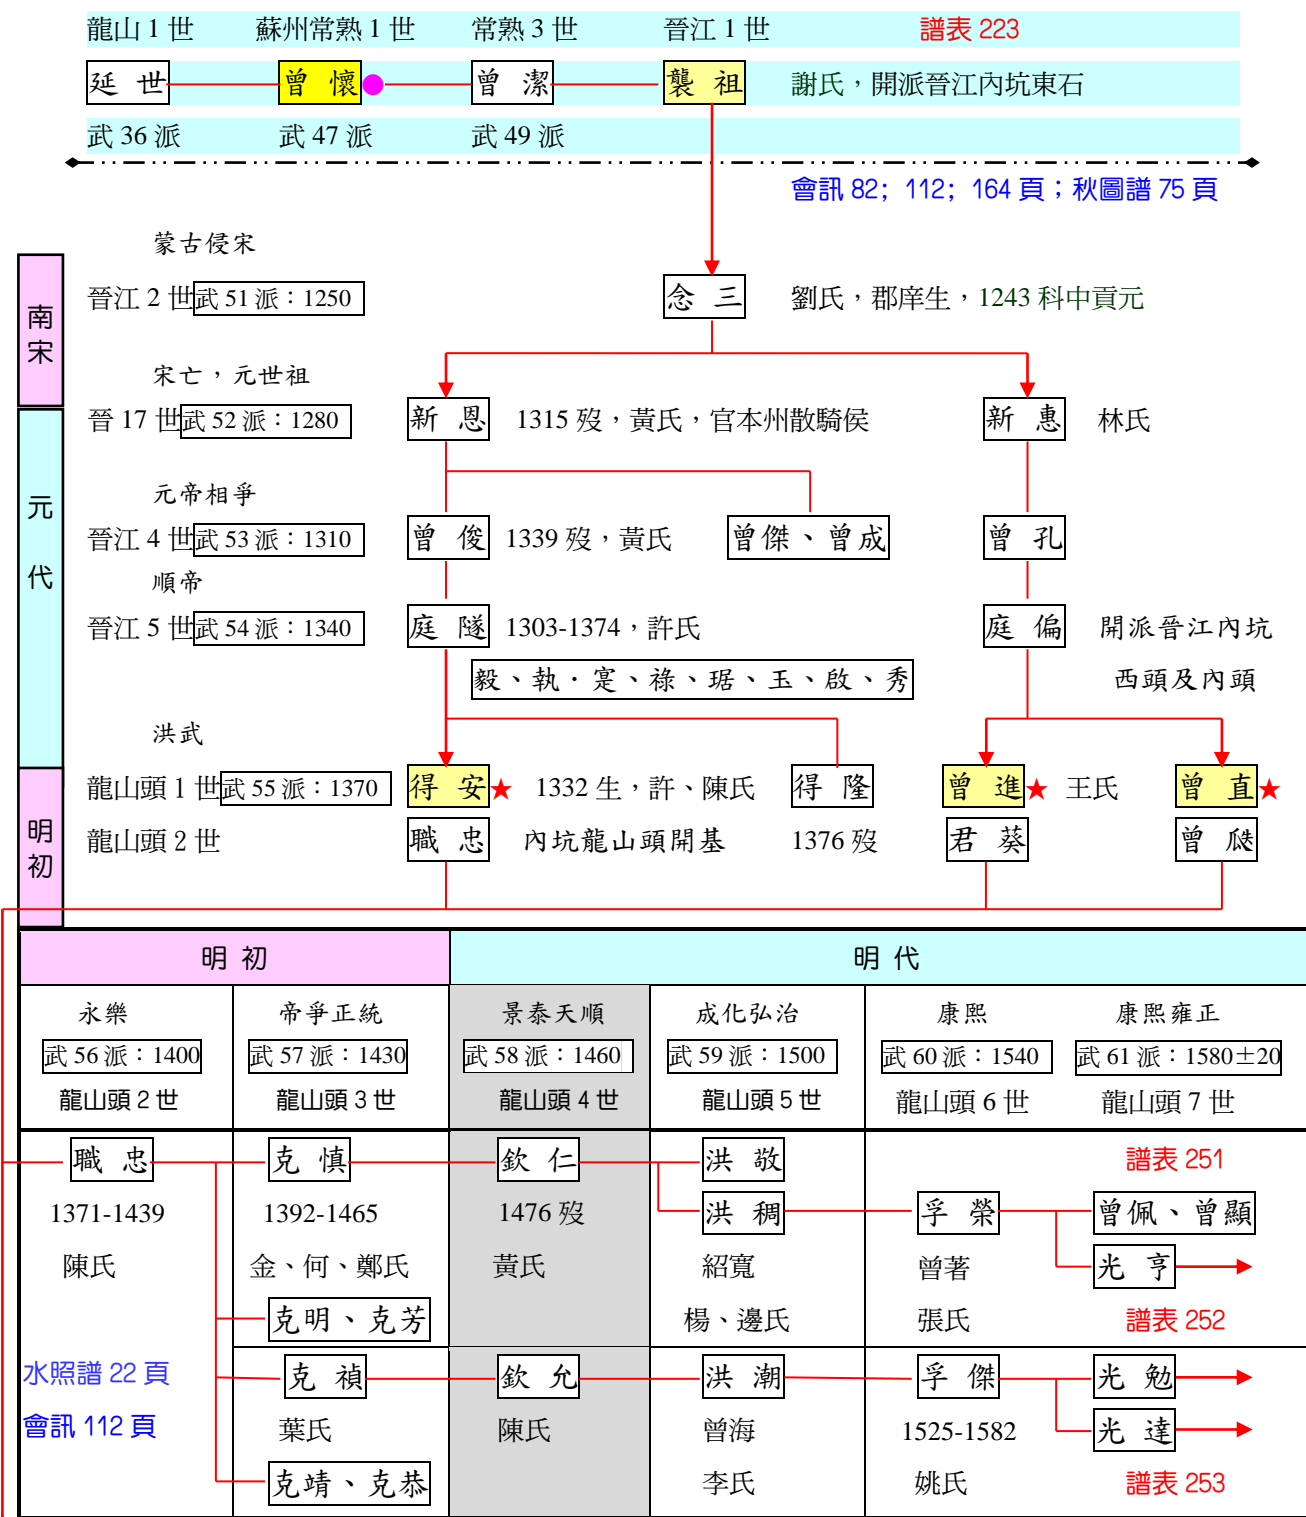 龍山 1 世 蘇州常熟 1 世 常熟 3 世 晉江 1 世 譜表 223
延 世 曾 懷 曾 潔 襲 祖 謝氏，開派晉江內坑東石
武 36 派 武 47 派 武 49 派
會訊 82；112；164 頁；秋圖譜 75 頁
蒙古侵宋
南宋
晉江 2 世 武 51 派：1250 念 三 劉氏，郡庠生，1243 科中貢元
宋亡，元世祖
晉 17 世 武 52 派：1280 新 恩 1315 歿，黃氏，官本州散騎侯 新 惠 林氏
元代
元帝相爭
晉江 4 世 武 53 派：1310 曾 俊 1339 歿，黃氏 曾傑、曾成 曾 孔
順帝
晉江 5 世 武 54 派：1340 庭 隧 1303-1374，許氏 庭 偏 開派晉江內坑
毅、執．寔、祿、琚、玉、啟、秀 西頭及內頭
洪武
龍山頭 1 世 武 55 派：1370 得 安★ 1332 生，許、陳氏 得 隆 曾 進★ 王氏 曾 直★
明初
龍山頭 2 世 職 忠 內坑龍山頭開基 1376 歿 君 葵 曾
明 初 明 代
永樂 帝爭正統 景泰天順 成化弘治 康熙 康熙雍正
武 56 派：1400 武 57 派：1430 武 58 派：1460 武 59 派：1500 武 60 派：1540 武 61 派：1580±20
龍山頭 2 世 龍山頭 3 世 龍山頭 4 世 龍山頭 5 世 龍山頭 6 世 龍山頭 7 世
職 忠 克 慎 欽 仁 洪 敬 譜表 251
1371-1439 1392-1465 1476 歿 洪 稠 孚 榮 曾佩、曾顯
陳氏 金、何、鄭氏 黃氏 紹寬 曾著 光 亨
克明、克芳 楊、邊氏 張氏 譜表 252
水照譜 22 頁 克 禎 欽 允 洪 潮 孚 傑 光 勉
會訊 112 頁 葉氏 陳氏 曾海 1525-1582 光 達
克靖、克恭 李氏 姚氏 譜表 253